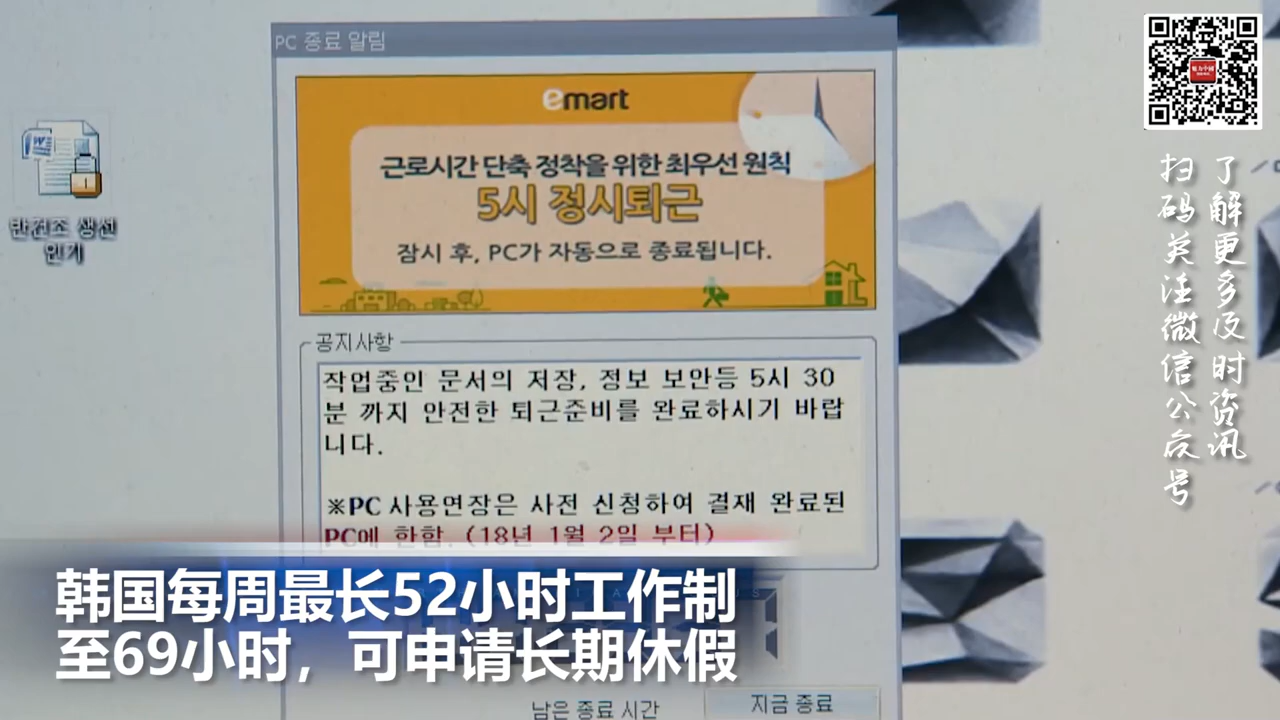 PC 종료 알림
emart
근로시간 단축 정착을 위한 최우선 원칙
5시 정시퇴근
잠시 후, PC가 자동으로 종료됩니다.
공지사항
작업중인 문서의 저장, 정보 보안등 5시 30
분 까지 안전한 퇴근준비를 완료하시기 바랍
니다.
※PC 사용연장은 사전 신청하여 결재 완료된
PC에 한함. (18년 1월 2일 부터)
남은 종료 시간
지금 종료
韩国每周最长52小时工作制
至69小时，可申请长期休假
了解更多及时资讯
扫码关注微信公众号